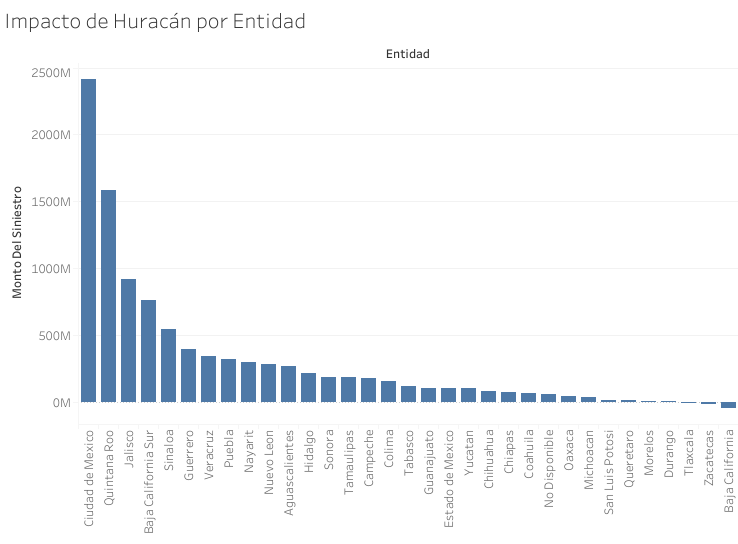 Impacto de Huracán por Entidad
Entidad
2500M
2000M
1500M
1000M
500M
0M
Monto Del Siniestro
Ciudad de Mexico
Quintana Roo
Jalisco
Baja California Sur
Sinaloa
Guerrero
Veracruz
Puebla
Nayarit
Nuevo Leon
Aguascalientes
Hidalgo
Sonora
Tamaulipas
Campeche
Colima
Tabasco
Guanajuato
Estado de Mexico
Yucatan
Chihuahua
Chiapas
Coahuila
No Disponible
Oaxaca
Michoacan
San Luis Potosi
Queretaro
Morelos
Durango
Tlaxcala
Zacatecas
Baja California